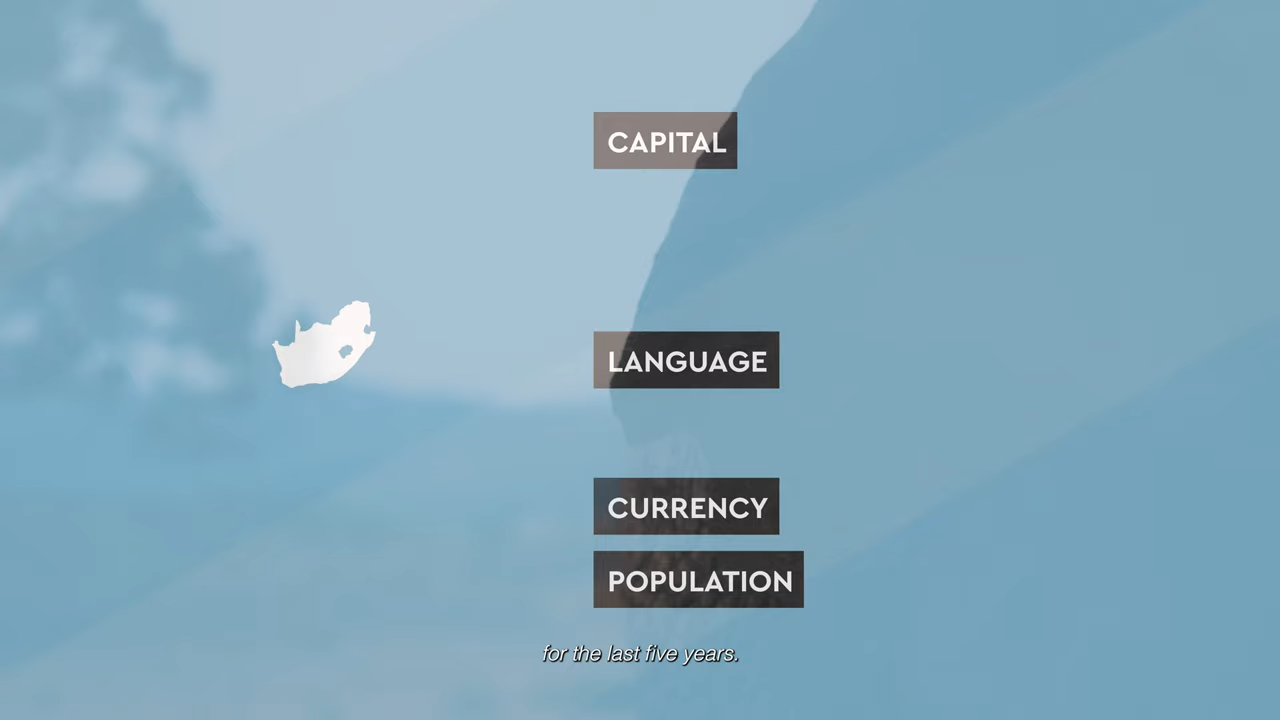 CAPITAL
LANGUAGE
CURRENCY
POPULATION
for the last five years.